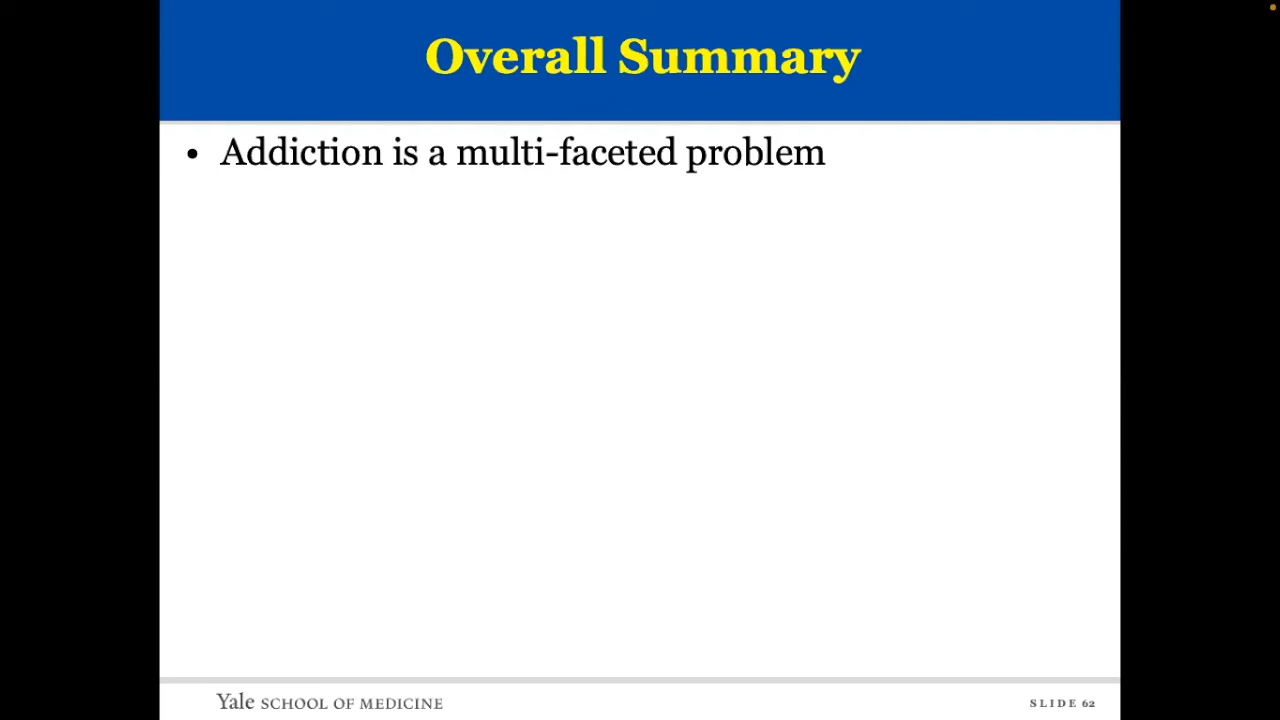 Overall Summary
• Addiction is a multi-faceted problem
Yale SCHOOL OF MEDICINE
SLIDE 62